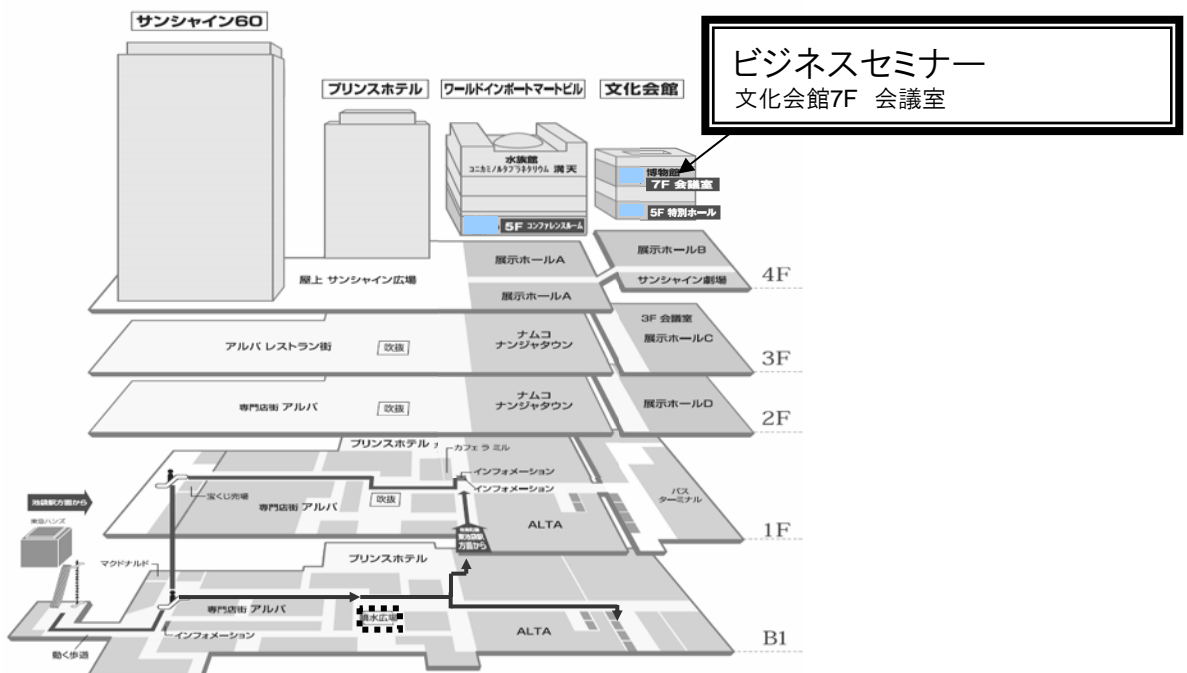 サンシャイン60
ビジネスセミナー
文化会館7F 会議室
プリンスホテル
ワールドインポートマートビル
文化会館
水族館
コニカミノルタプラネタリウム 満天
博物館
7F 会議室
5F コンファレンスルーム
5F 特別ホール
展示ホールA
展示ホールB
屋上 サンシャイン広場
サンシャイン劇場
4F
展示ホールA
3F 会議室
アルパ レストラン街
吹抜
ナムコ
ナンジャタウン
展示ホールC
3F
専門店街 アルパ
吹抜
ナムコ
ナンジャタウン
展示ホールD
2F
プリンスホテル
カフェ ラ ミル
インフォメーション
インフォメーション
池袋駅方面から
宝くじ売場
吹抜
バス
ターミナル
専門店街 アルパ
東急ハンズ
ALTA
1F
東池袋駅
方面から
マクドナルド
プリンスホテル
専門店街 アルパ
噴水広場
インフォメーション
ALTA
B1
動く歩道